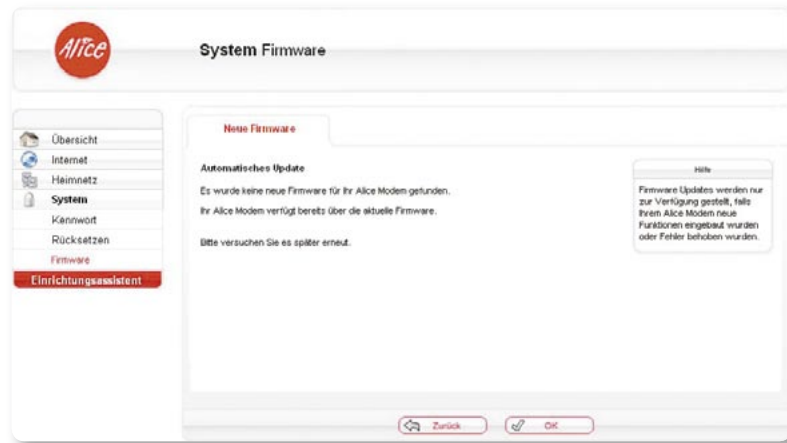 Alice
System Firmware
Übersicht
Internet
Heimnetz
System
Kennwort
Rücksetzen
Firmware
Einrichtungsassistent
Neue Firmware
Automatisches Update
Es wurde keine neue Firmware für Ihr Alice Modem gefunden.
Ihr Alice Modem verfügt bereits über die aktuelle Firmware.
Bitte versuchen Sie es später erneut.
Hilfe
Firmware Updates werden nur
zur Verfügung gestellt, falls
Ihrem Alice Modem neue
Funktionen eingebaut wurden
oder Fehler behoben wurden.
Zurück
OK